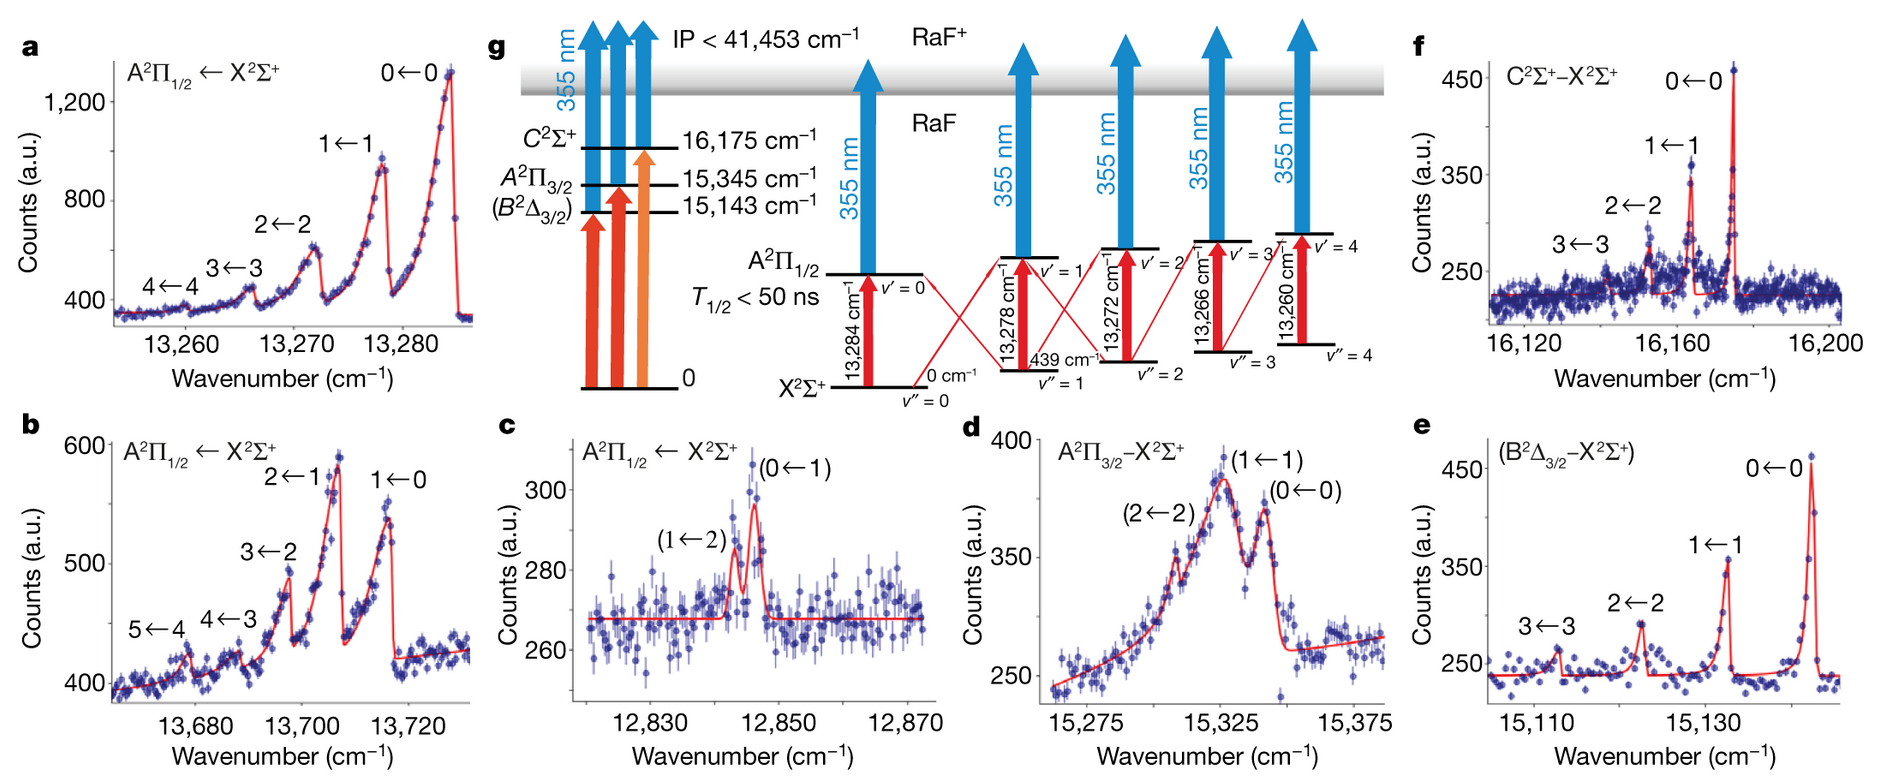 a
A²Π₁/₂ ← X²Σ⁺
0←0
1←1
2←2
3←3
4←4
1,200
800
400
Counts (a.u.)
13,260 13,270 13,280
Wavenumber (cm⁻¹)
g
355 nm
IP < 41,453 cm⁻¹
RaF⁺
RaF
C²Σ⁺ 16,175 cm⁻¹
A²Π₃/₂ 15,345 cm⁻¹
(B²Δ₃/₂) 15,143 cm⁻¹
0
355 nm
355 nm
355 nm
355 nm
355 nm
A²Π₁/₂
T₁/₂ < 50 ns
v′ = 0
v′ = 1
v′ = 2
v′ = 3
v′ = 4
13,284 cm⁻¹
13,278 cm⁻¹
13,272 cm⁻¹
13,266 cm⁻¹
13,260 cm⁻¹
0 cm⁻¹
439 cm⁻¹
X²Σ⁺
v″ = 0
v″ = 1
v″ = 2
v″ = 3
v″ = 4
f
C²Σ⁺–X²Σ⁺
0←0
1←1
2←2
3←3
450
350
250
Counts (a.u.)
16,120 16,160 16,200
Wavenumber (cm⁻¹)
b
A²Π₁/₂ ← X²Σ⁺
2←1
1←0
3←2
4←3
5←4
600
500
400
Counts (a.u.)
13,680 13,700 13,720
Wavenumber (cm⁻¹)
c
A²Π₁/₂ ← X²Σ⁺
(0←1)
(1←2)
300
280
260
Counts (a.u.)
12,830 12,850 12,870
Wavenumber (cm⁻¹)
d
A²Π₃/₂–X²Σ⁺
(1←1)
(0←0)
(2←2)
400
350
250
Counts (a.u.)
15,275 15,325 15,375
Wavenumber (cm⁻¹)
e
(B²Δ₃/₂–X²Σ⁺)
0←0
1←1
2←2
3←3
450
350
250
Counts (a.u.)
15,110 15,130
Wavenumber (cm⁻¹)